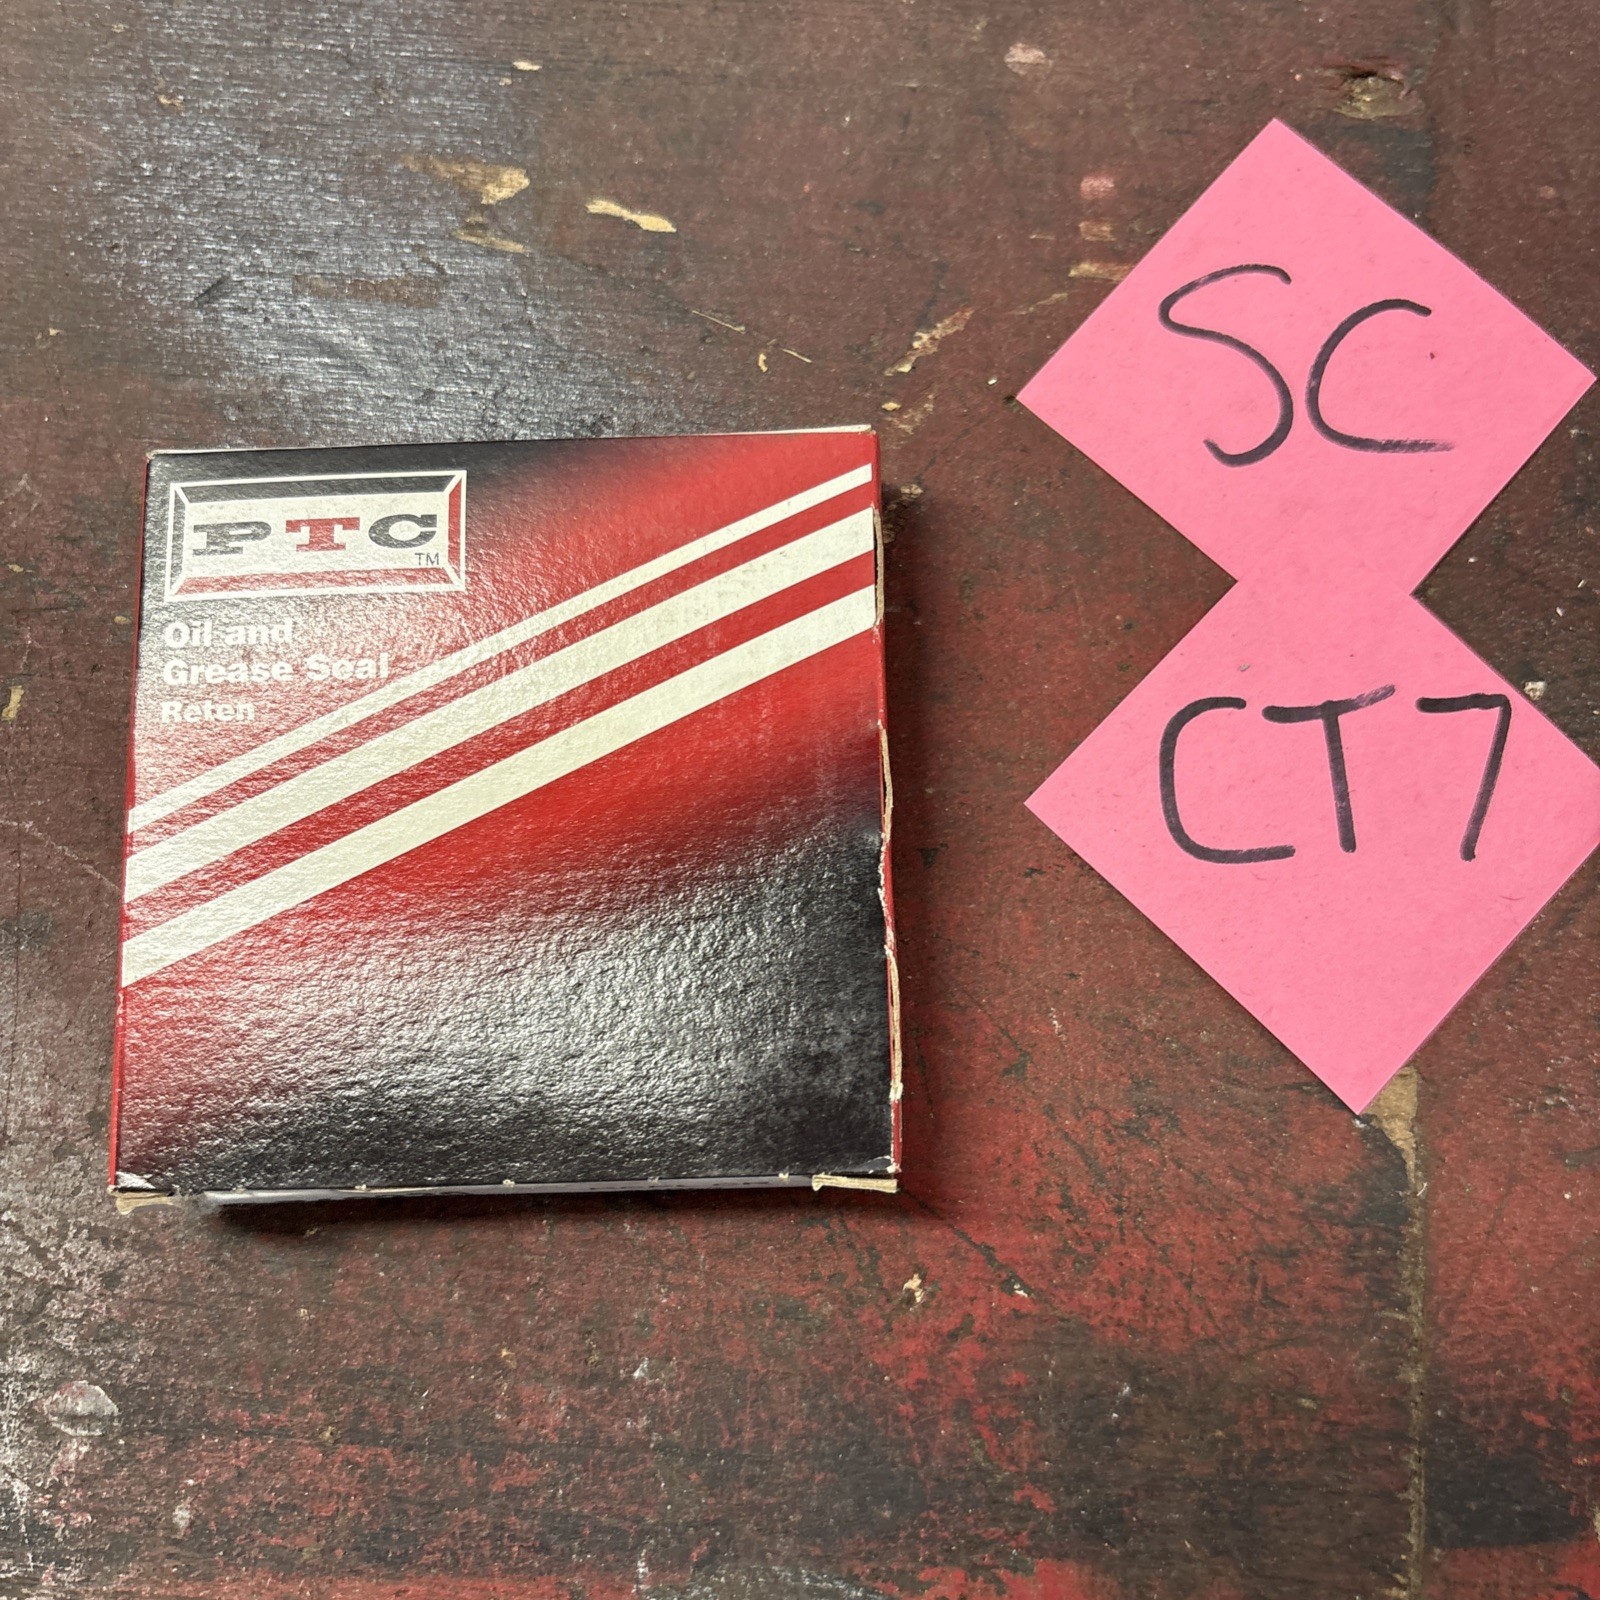 PTC
TM
Oil and
Grease Seal
Reten
SC
CT7